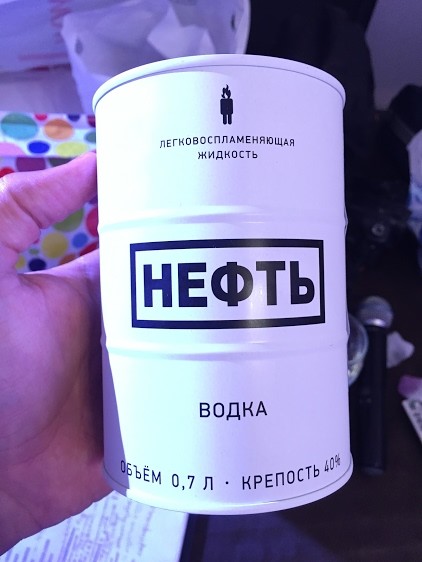 ЛЕГКОВОСПЛАМЕНЯЮЩАЯ
ЖИДКОСТЬ
НЕФТЬ
ВОДКА
ОБЪЁМ 0,7 Л · КРЕПОСТЬ 40%